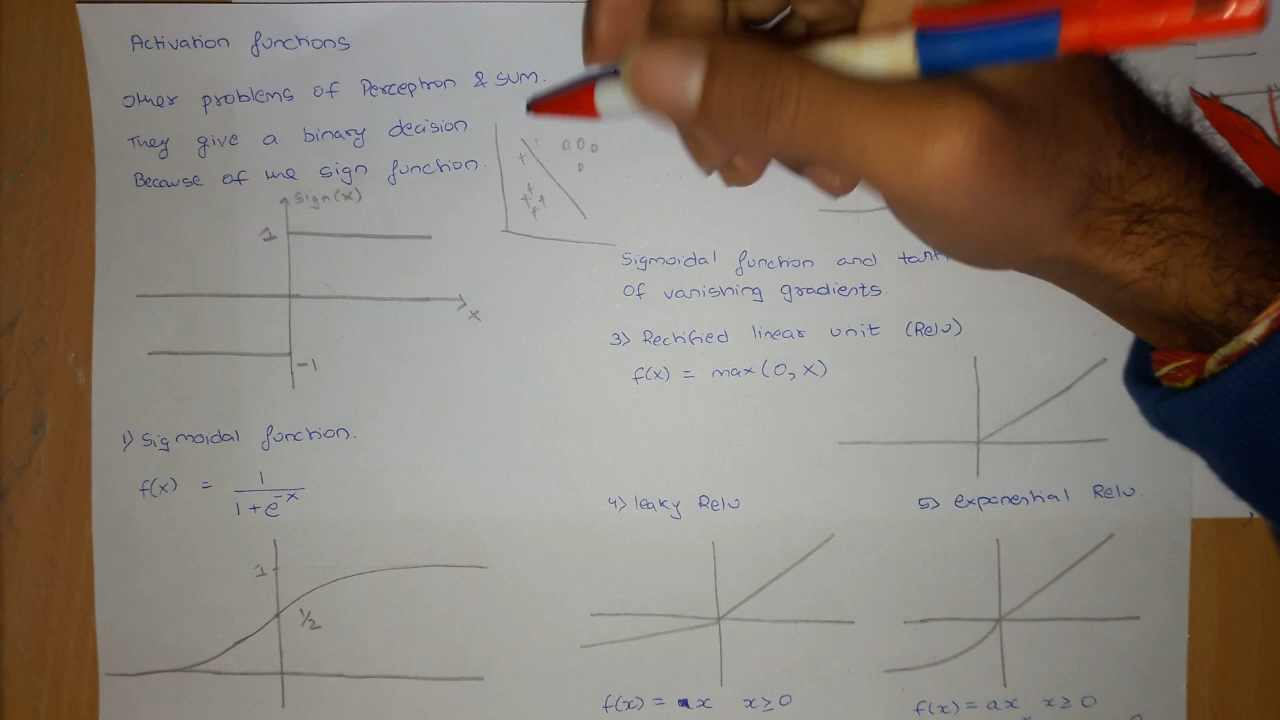 Activation functions
Other problems of Perceptron & sum.
They give a binary decision
Because of the sign function.
sign(x)
1
x
-1
1) Sigmoidal function.
f(x) = 1 / 1+e^-x
1
1/2
Sigmoidal function and
of vanishing gradients.
3) Rectified linear unit (Relu)
f(x) = max(0, x)
4) leaky Relu
f(x) = x x≥0
5) exponential Relu.
f(x) = ax x≥0